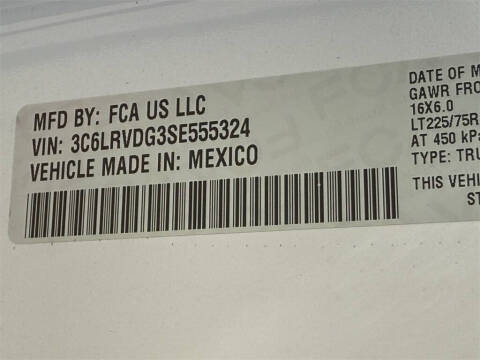 MFD BY: FCA US LLC
VIN: 3C6LRVDG3SE555324
VEHICLE MADE IN: MEXICO
DATE OF M
GAWR FRO
16X6.0
LT225/75R
AT 450 kPa
TYPE: TRU
THIS VEHI
ST